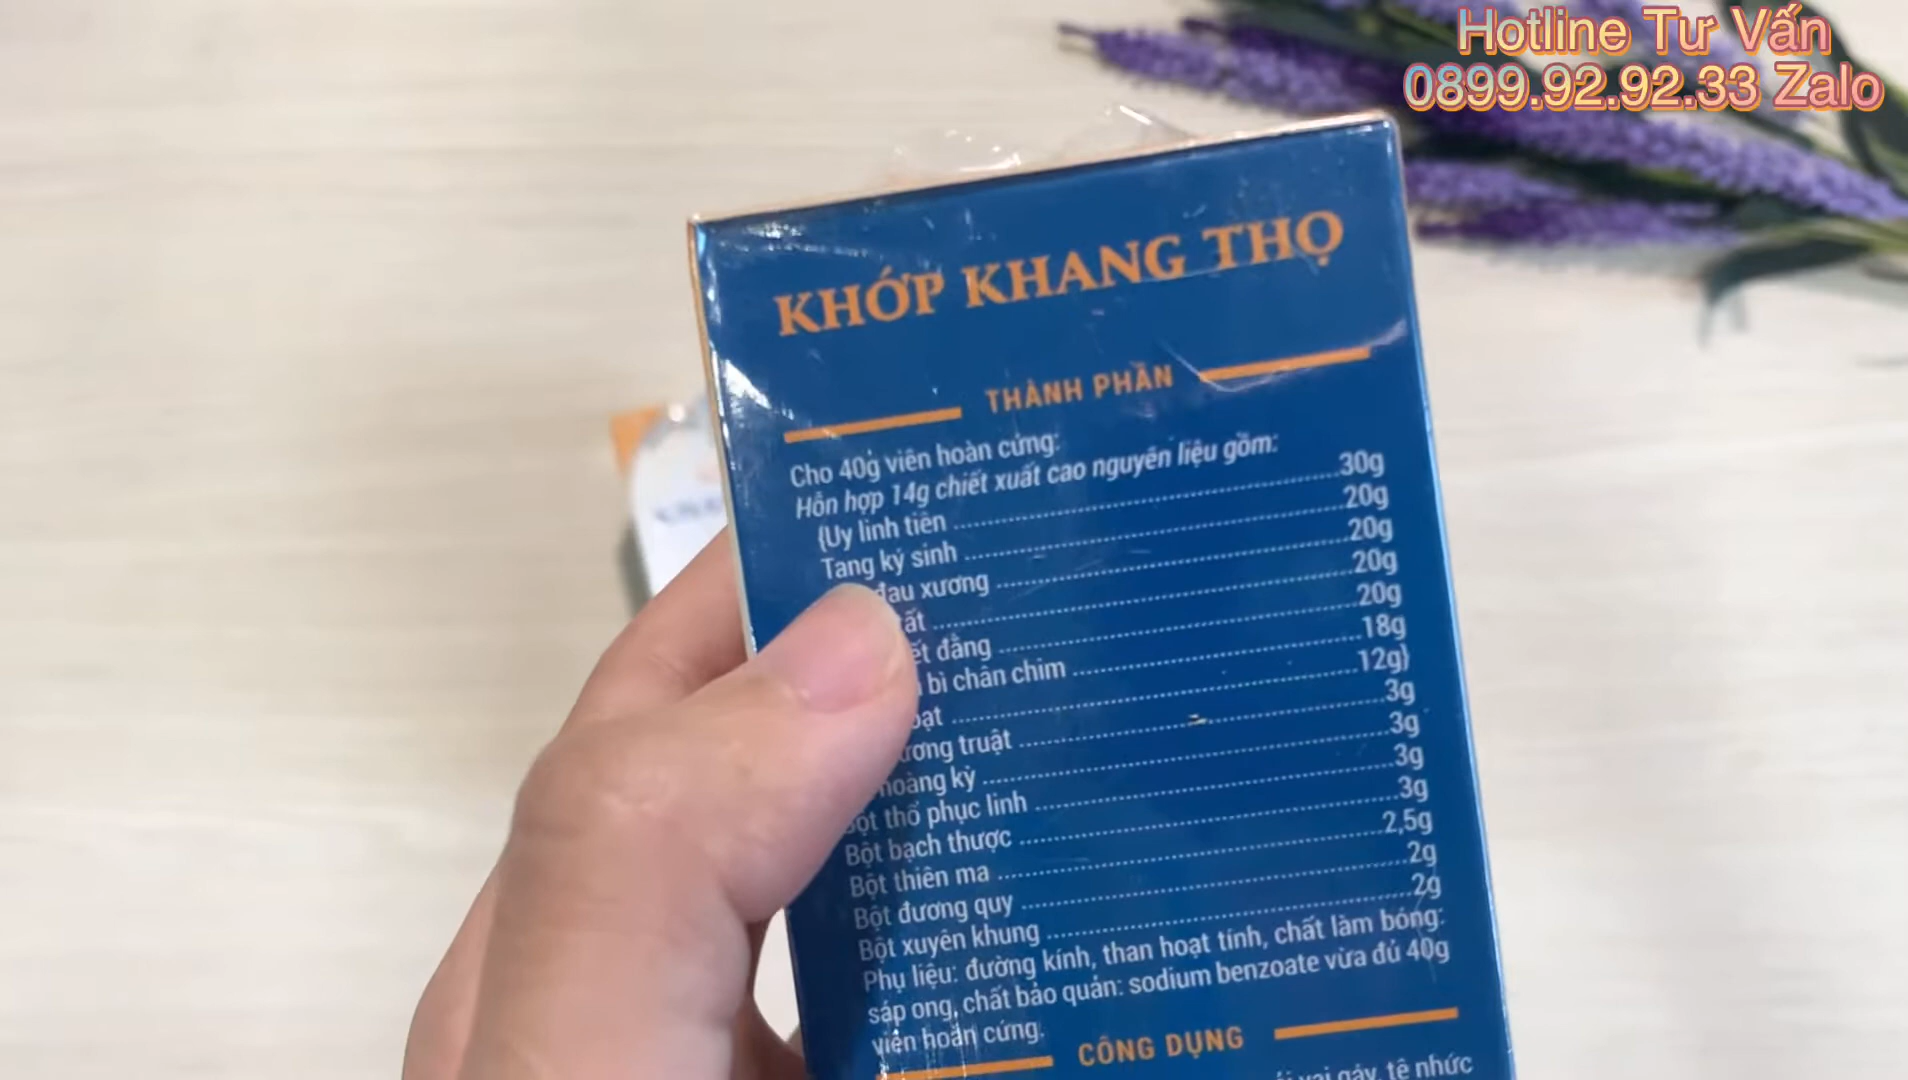 Hotline Tư Vấn
0899.92.92.33 Zalo
KHỚP KHANG THỌ
THÀNH PHẦN
Cho 40g viên hoàn cứng:
Hỗn hợp 14g chiết xuất cao nguyên liệu gồm:
(Uy linh tiên ..... 30g
Tang ký sinh ..... 20g
đau xương ..... 20g
..... 20g
đằng ..... 20g
bì chân chim ..... 18g
..... 12g)
truật ..... 3g
hoàng kỳ ..... 3g
Bột thổ phục linh ..... 3g
Bột bạch thược ..... 3g
Bột thiên ma ..... 2,5g
Bột đương quy ..... 2g
Bột xuyên khung ..... 2g
Phụ liệu: đường kính, than hoạt tính, chất làm bóng:
sáp ong, chất bảo quản: sodium benzoate vừa đủ 40g
viên hoàn cứng.
CÔNG DỤNG
vai gáy, tê nhức